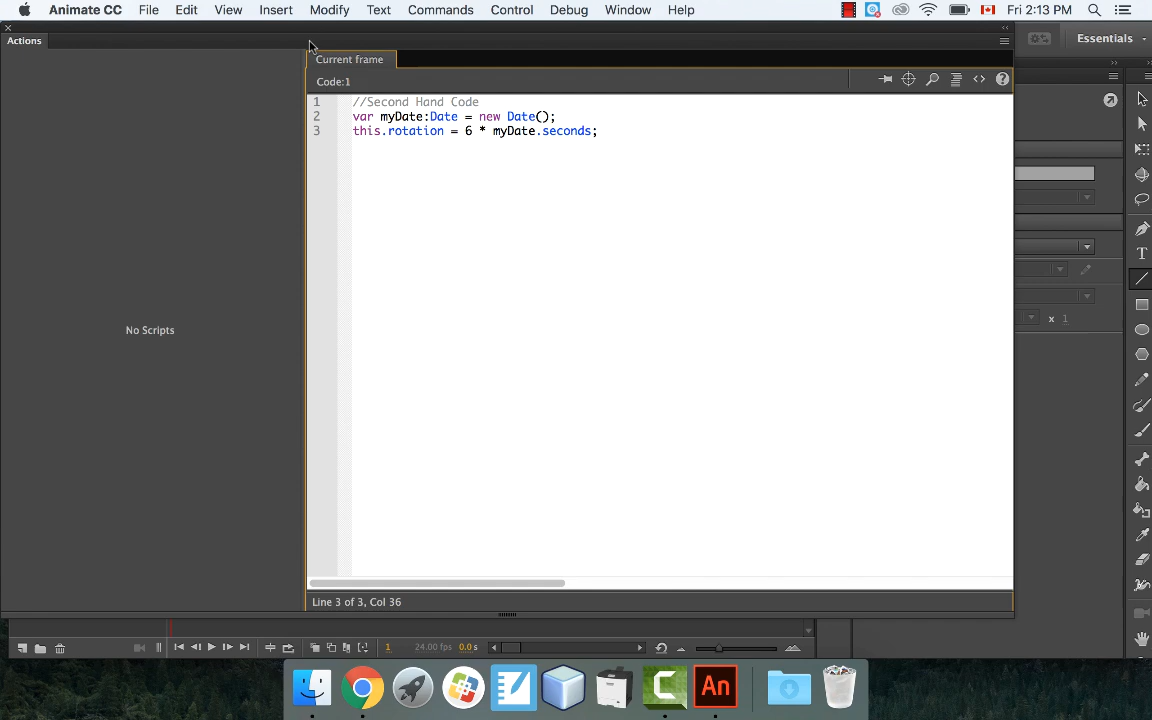 Animate CC File Edit View Insert Modify Text Commands Control Debug Window Help Fri 2:13 PM
Actions
Essentials
Current frame
Code:1
1 //Second Hand Code
2 var myDate:Date = new Date();
3 this.rotation = 6 * myDate.seconds;
x 1
No Scripts
Line 3 of 3, Col 36
1 24.00 fps 0.0 s
An